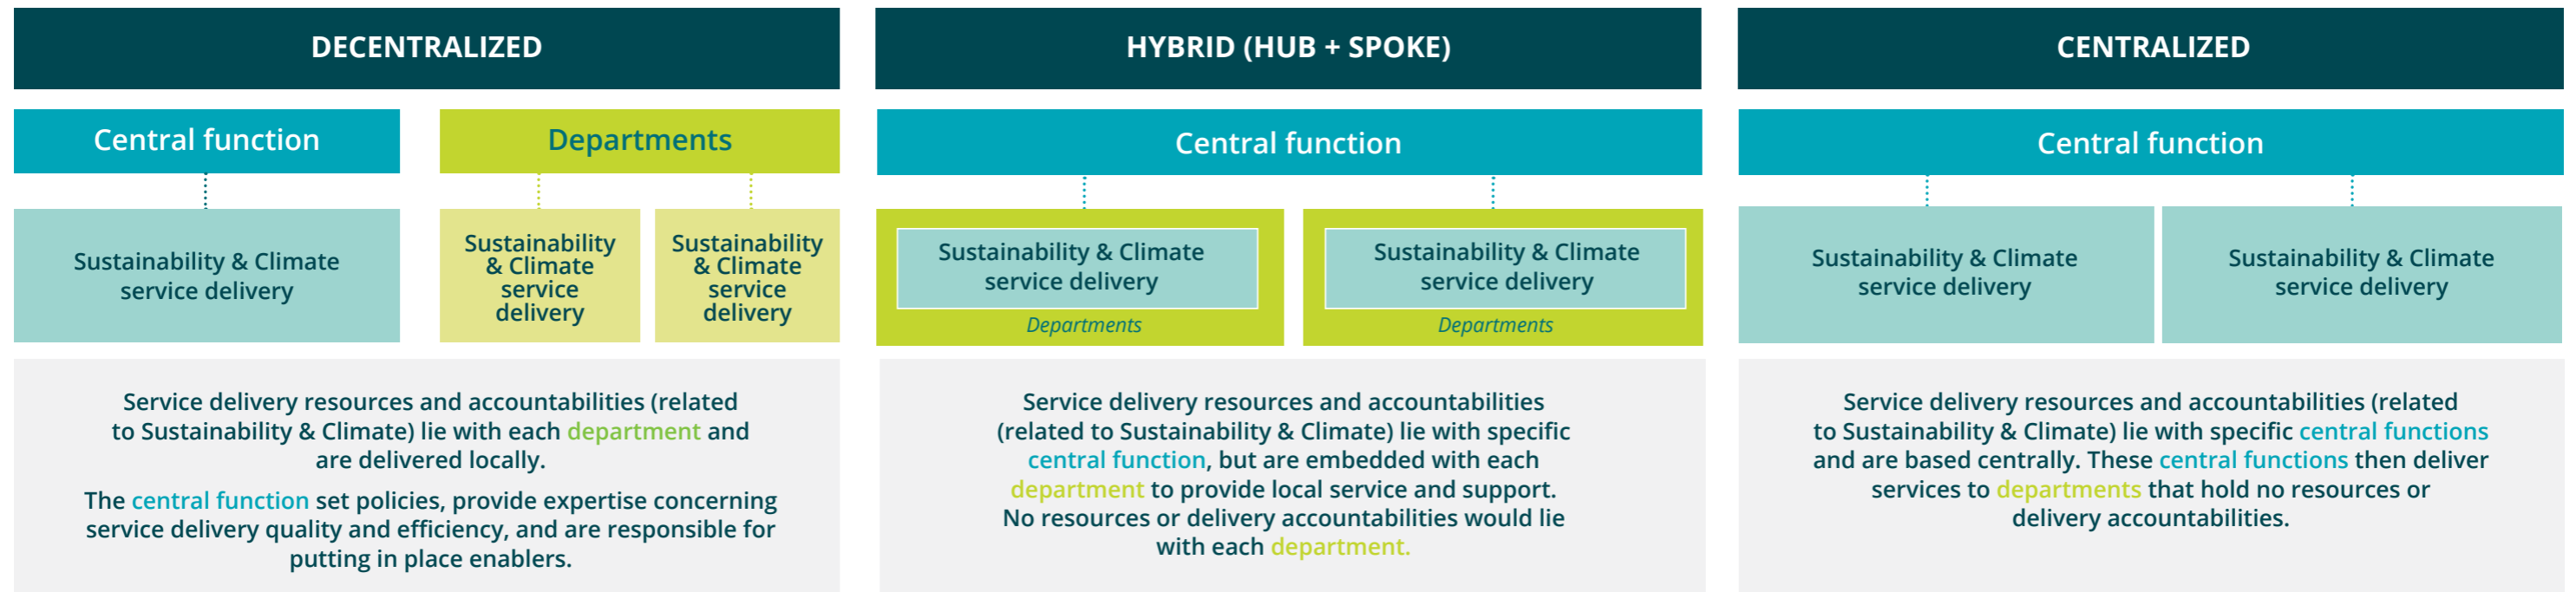 DECENTRALIZED
Central function
Departments
Sustainability & Climate
service delivery
Sustainability
& Climate
service
delivery
Sustainability
& Climate
service
delivery
Service delivery resources and accountabilities (related
to Sustainability & Climate) lie with each department and
are delivered locally.
The central function set policies, provide expertise concerning
service delivery quality and efficiency, and are responsible for
putting in place enablers.
HYBRID (HUB + SPOKE)
Central function
Sustainability & Climate
service delivery
Departments
Sustainability & Climate
service delivery
Departments
Service delivery resources and accountabilities
(related to Sustainability & Climate) lie with specific
central function, but are embedded with each
department to provide local service and support.
No resources or delivery accountabilities would lie
with each department.
CENTRALIZED
Central function
Sustainability & Climate
service delivery
Sustainability & Climate
service delivery
Service delivery resources and accountabilities (related
to Sustainability & Climate) lie with specific central functions
and are based centrally. These central functions then deliver
services to departments that hold no resources or
delivery accountabilities.